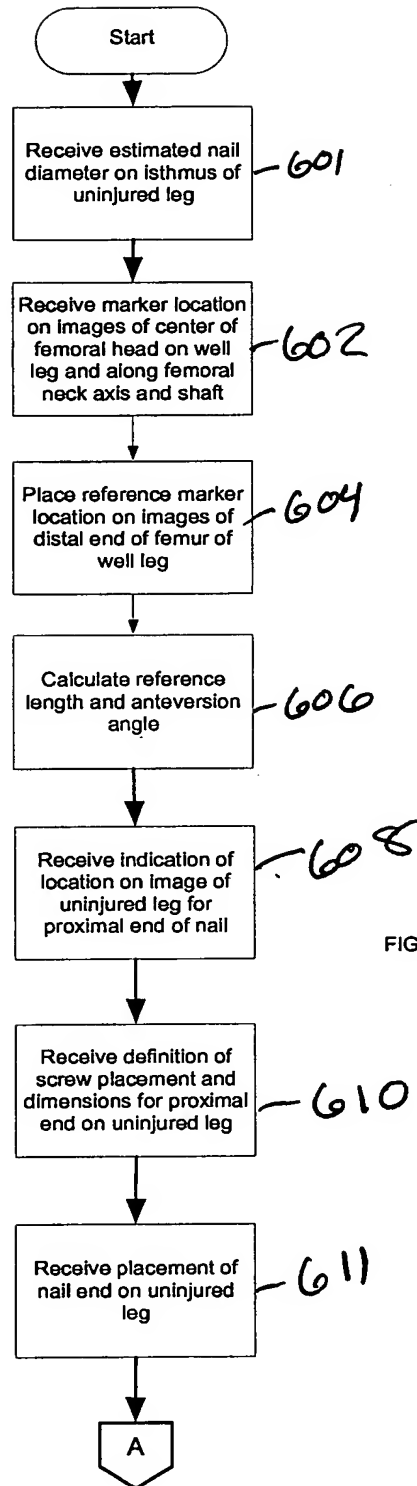 Start
Receive estimated nail
diameter on isthmus of
uninjured leg
601
Receive marker location
on images of center of
femoral head on well
leg and along femoral
neck axis and shaft
602
Place reference marker
location on images of
distal end of femur of
well leg
604
Calculate reference
length and anteversion
angle
606
Receive indication of
location on image of
uninjured leg for
proximal end of nail
608
FIG
Receive definition of
screw placement and
dimensions for proximal
end on uninjured leg
610
Receive placement of
nail end on uninjured
leg
611
A